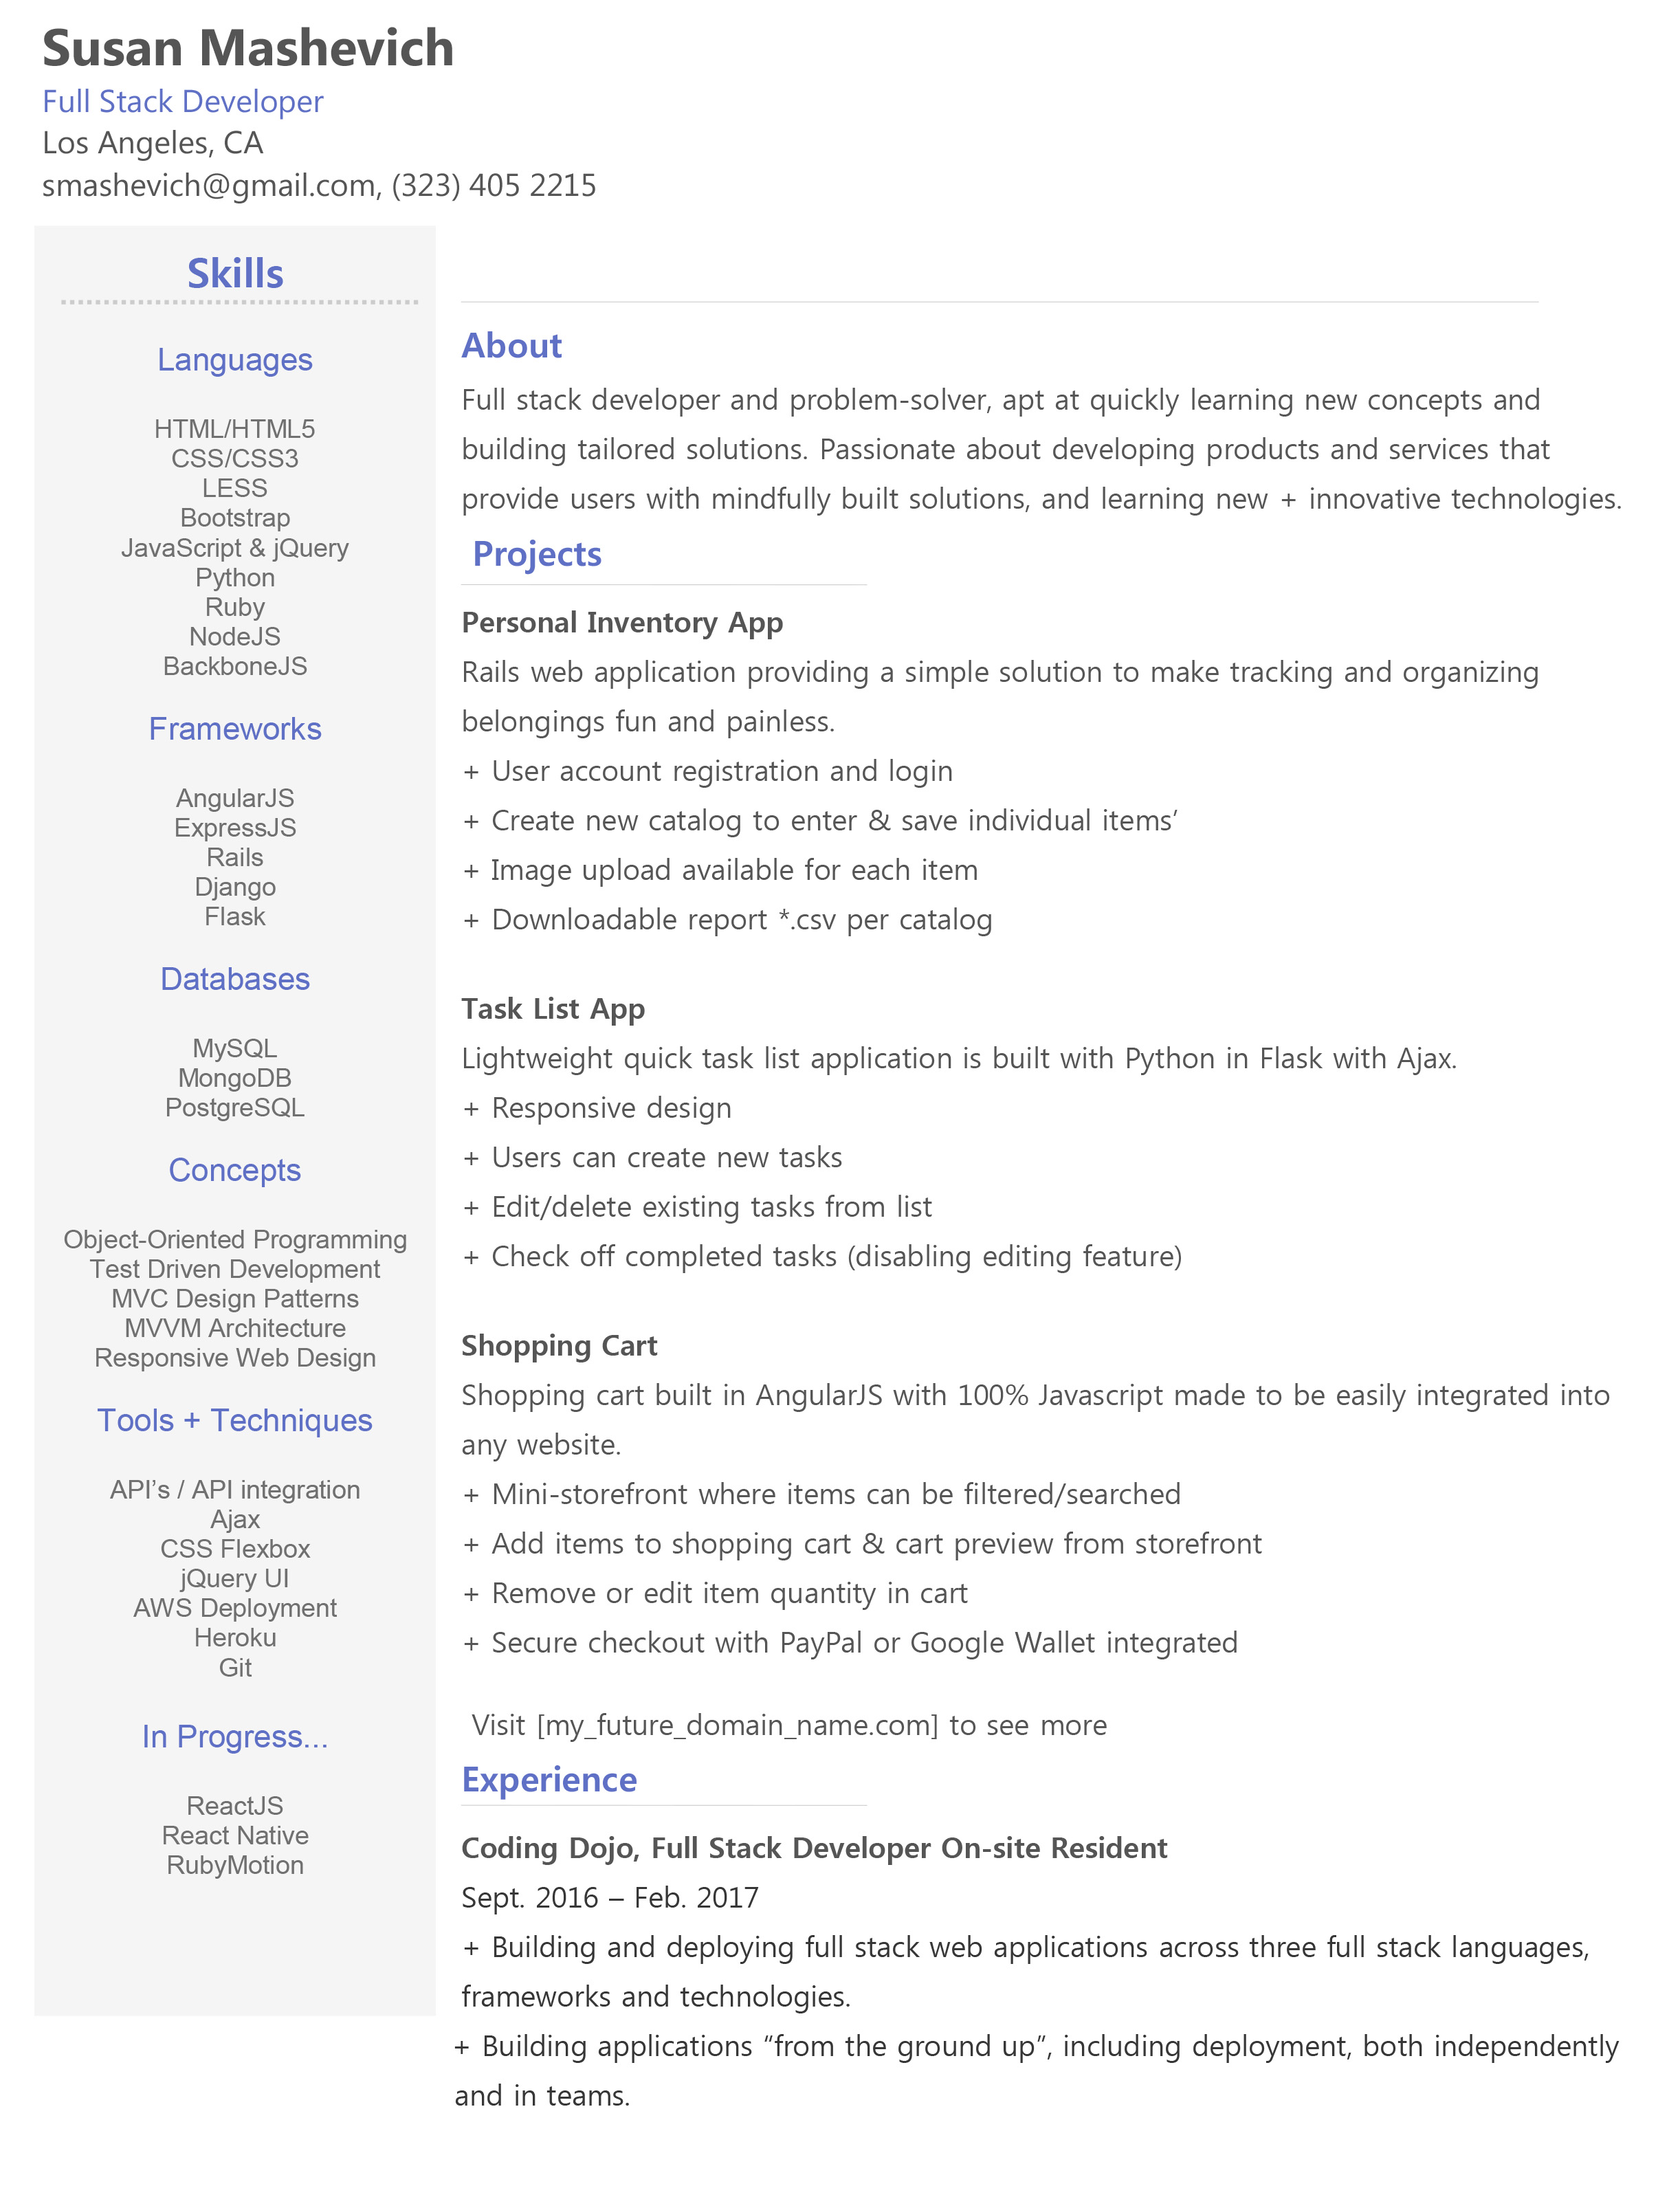 Susan Mashevich
Full Stack Developer
Los Angeles, CA
smashevich@gmail.com, (323) 405 2215
Skills
Languages
HTML/HTML5
CSS/CSS3
LESS
Bootstrap
JavaScript & jQuery
Python
Ruby
NodeJS
BackboneJS
Frameworks
AngularJS
ExpressJS
Rails
Django
Flask
Databases
MySQL
MongoDB
PostgreSQL
Concepts
Object-Oriented Programming
Test Driven Development
MVC Design Patterns
MVVM Architecture
Responsive Web Design
Tools + Techniques
API’s / API integration
Ajax
CSS Flexbox
jQuery UI
AWS Deployment
Heroku
Git
In Progress...
ReactJS
React Native
RubyMotion
About
Full stack developer and problem-solver, apt at quickly learning new concepts and
building tailored solutions. Passionate about developing products and services that
provide users with mindfully built solutions, and learning new + innovative technologies.
Projects
Personal Inventory App
Rails web application providing a simple solution to make tracking and organizing
belongings fun and painless.
+ User account registration and login
+ Create new catalog to enter & save individual items’
+ Image upload available for each item
+ Downloadable report *.csv per catalog
Task List App
Lightweight quick task list application is built with Python in Flask with Ajax.
+ Responsive design
+ Users can create new tasks
+ Edit/delete existing tasks from list
+ Check off completed tasks (disabling editing feature)
Shopping Cart
Shopping cart built in AngularJS with 100% Javascript made to be easily integrated into
any website.
+ Mini-storefront where items can be filtered/searched
+ Add items to shopping cart & cart preview from storefront
+ Remove or edit item quantity in cart
+ Secure checkout with PayPal or Google Wallet integrated
Visit [my_future_domain_name.com] to see more
Experience
Coding Dojo, Full Stack Developer On-site Resident
Sept. 2016 – Feb. 2017
+ Building and deploying full stack web applications across three full stack languages,
frameworks and technologies.
+ Building applications “from the ground up”, including deployment, both independently
and in teams.